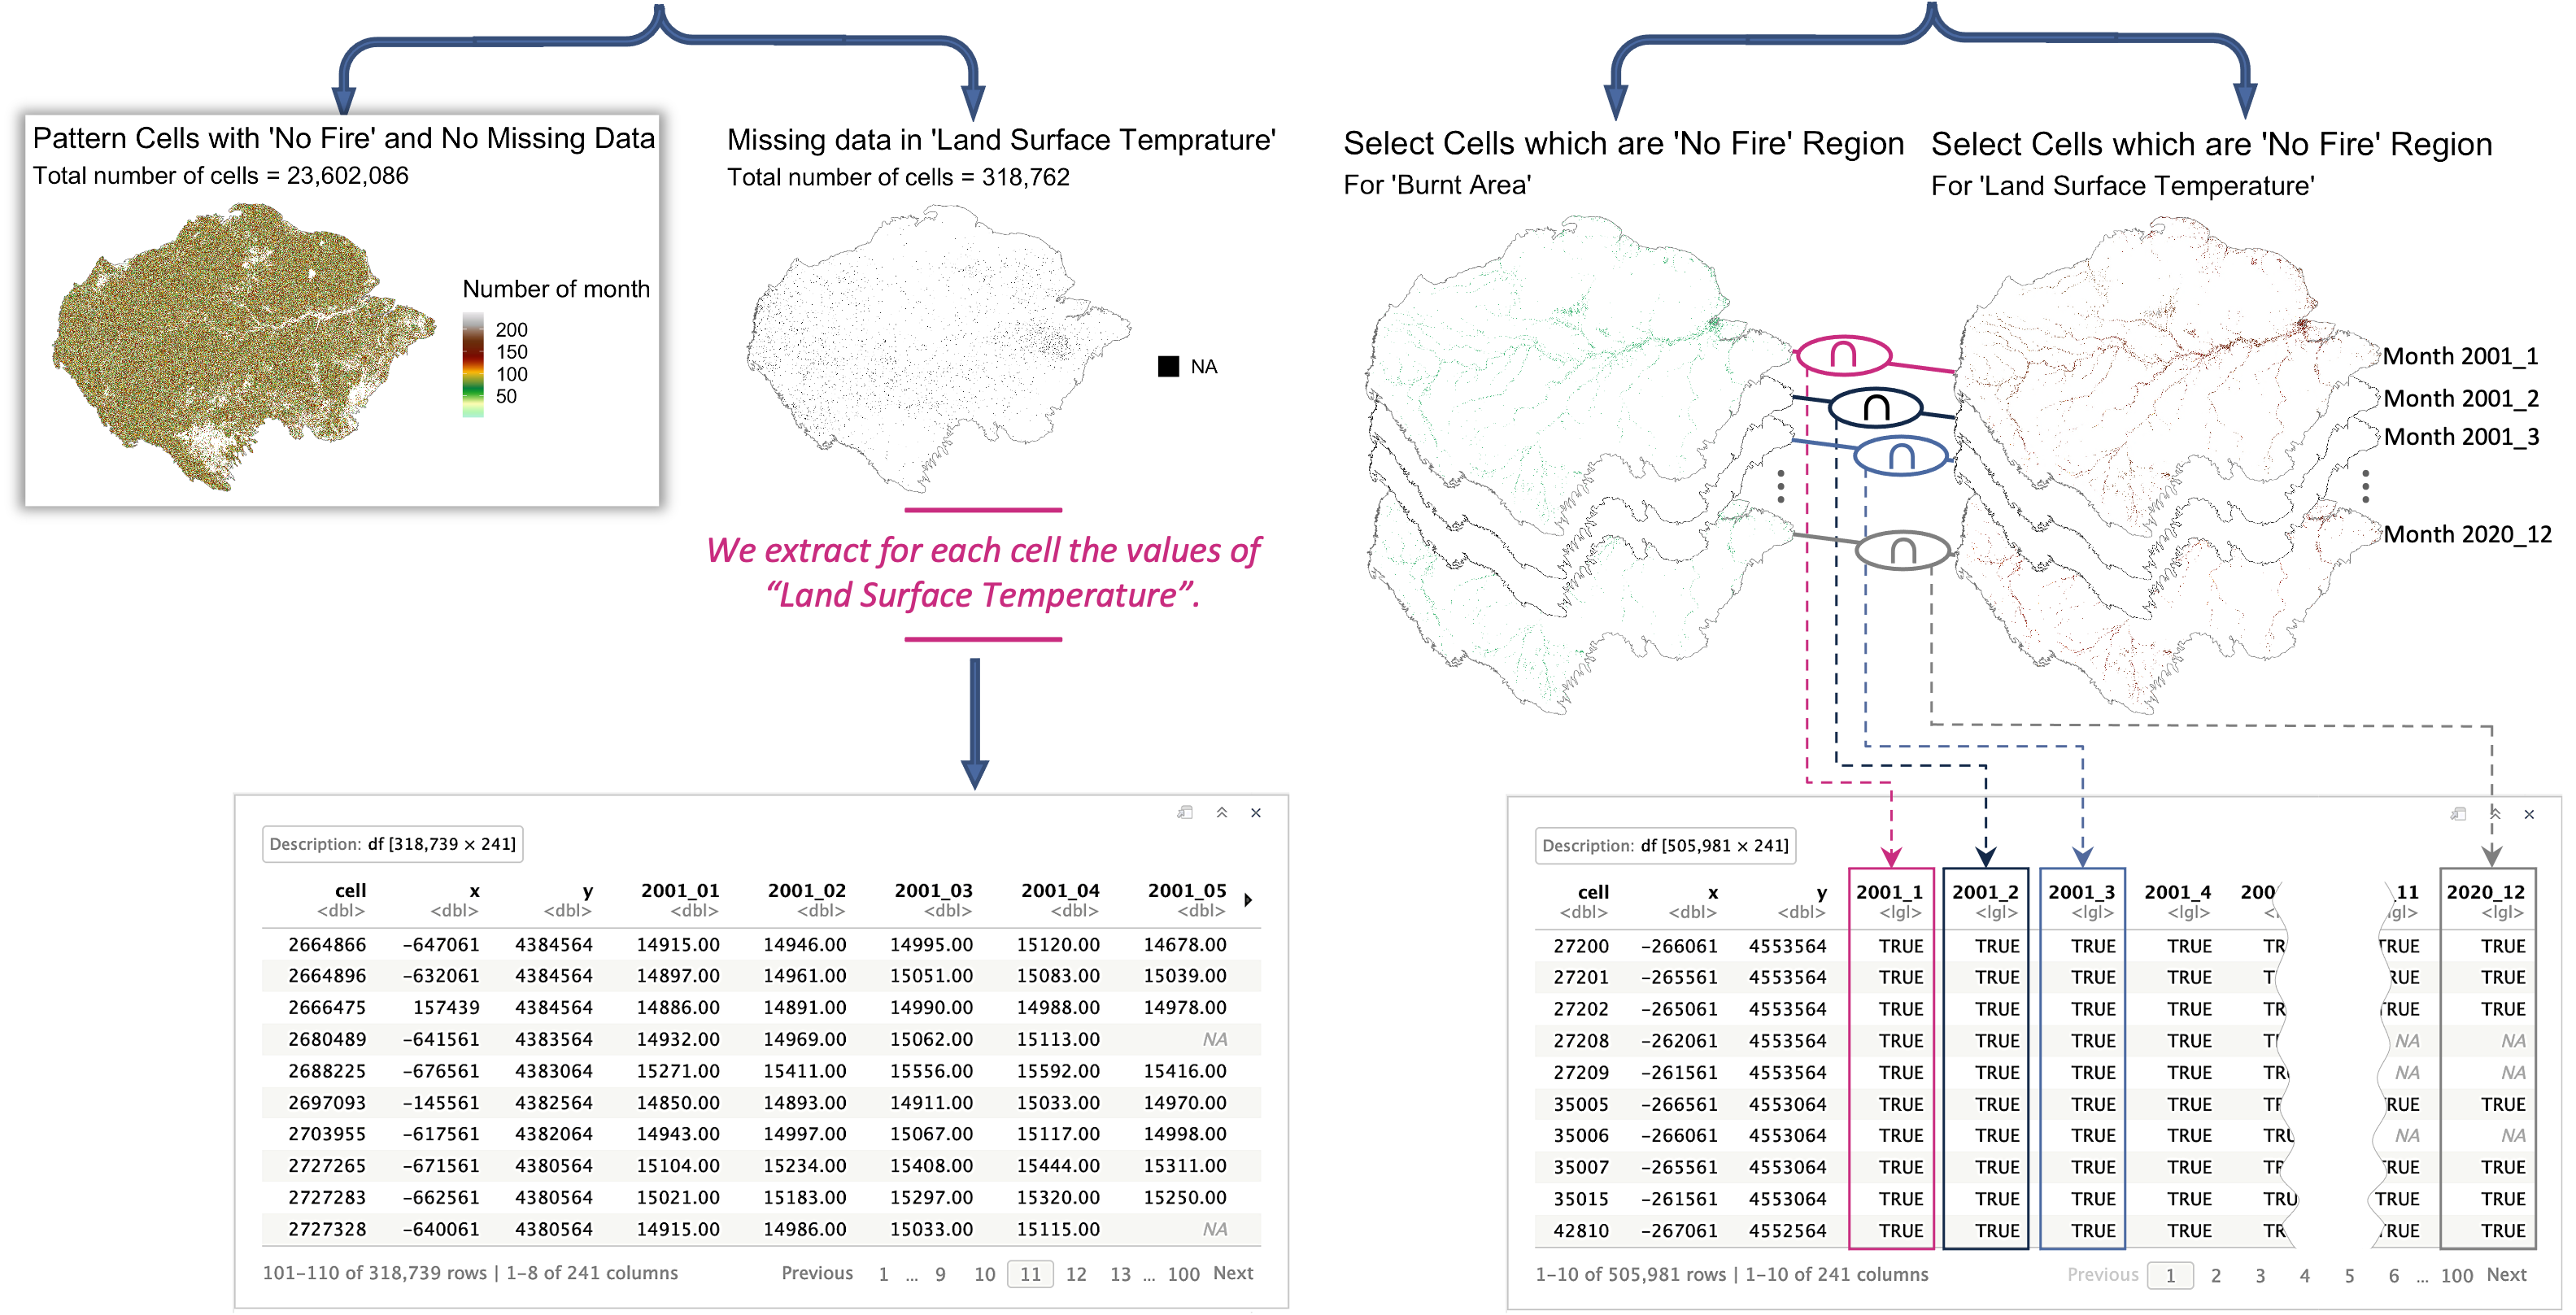 Pattern Cells with 'No Fire' and No Missing Data
Total number of cells = 23,602,086
Number of month
200
150
100
50
Missing data in 'Land Surface Temprature'
Total number of cells = 318,762
NA
We extract for each cell the values of
“Land Surface Temperature”.
Select Cells which are 'No Fire' Region
For 'Burnt Area'
Select Cells which are 'No Fire' Region
For 'Land Surface Temperature'
∩
∩
∩
∩
Month 2001_1
Month 2001_2
Month 2001_3
Month 2020_12
Description: df [318,739 × 241]
cell x y 2001_01 2001_02 2001_03 2001_04 2001_05
<dbl> <dbl> <dbl> <dbl> <dbl> <dbl> <dbl> <dbl>
2664866 -647061 4384564 14915.00 14946.00 14995.00 15120.00 14678.00
2664896 -632061 4384564 14897.00 14961.00 15051.00 15083.00 15039.00
2666475 157439 4384564 14886.00 14891.00 14990.00 14988.00 14978.00
2680489 -641561 4383564 14932.00 14969.00 15062.00 15113.00 NA
2688225 -676561 4383064 15271.00 15411.00 15556.00 15592.00 15416.00
2697093 -145561 4382564 14850.00 14893.00 14911.00 15033.00 14970.00
2703955 -617561 4382064 14943.00 14997.00 15067.00 15117.00 14998.00
2727265 -671561 4380564 15104.00 15234.00 15408.00 15444.00 15311.00
2727283 -662561 4380564 15021.00 15183.00 15297.00 15320.00 15250.00
2727328 -640061 4380564 14915.00 14986.00 15033.00 15115.00 NA
101-110 of 318,739 rows | 1-8 of 241 columns Previous 1 ... 9 10 11 12 13 ... 100 Next
Description: df [505,981 × 241]
cell x y 2001_1 2001_2 2001_3 2001_4 200 _11 2020_12
<dbl> <dbl> <dbl> <lgl> <lgl> <lgl> <lgl> <l lgl> <lgl>
27200 -266061 4553564 TRUE TRUE TRUE TRUE TR TRUE TRUE
27201 -265561 4553564 TRUE TRUE TRUE TRUE T RUE TRUE
27202 -265061 4553564 TRUE TRUE TRUE TRUE TR RUE TRUE
27208 -262061 4553564 TRUE TRUE TRUE TRUE T NA NA
27209 -261561 4553564 TRUE TRUE TRUE TRUE TR NA NA
35005 -266561 4553064 TRUE TRUE TRUE TRUE TF RUE TRUE
35006 -266061 4553064 TRUE TRUE TRUE TRUE TRU NA NA
35007 -265561 4553064 TRUE TRUE TRUE TRUE TR RUE TRUE
35015 -261561 4553064 TRUE TRUE TRUE TRUE TRU TRUE TRUE
42810 -267061 4552564 TRUE TRUE TRUE TRUE TR RUE TRUE
1-10 of 505,981 rows | 1-10 of 241 columns Previous 1 2 3 4 5 6 ... 100 Next